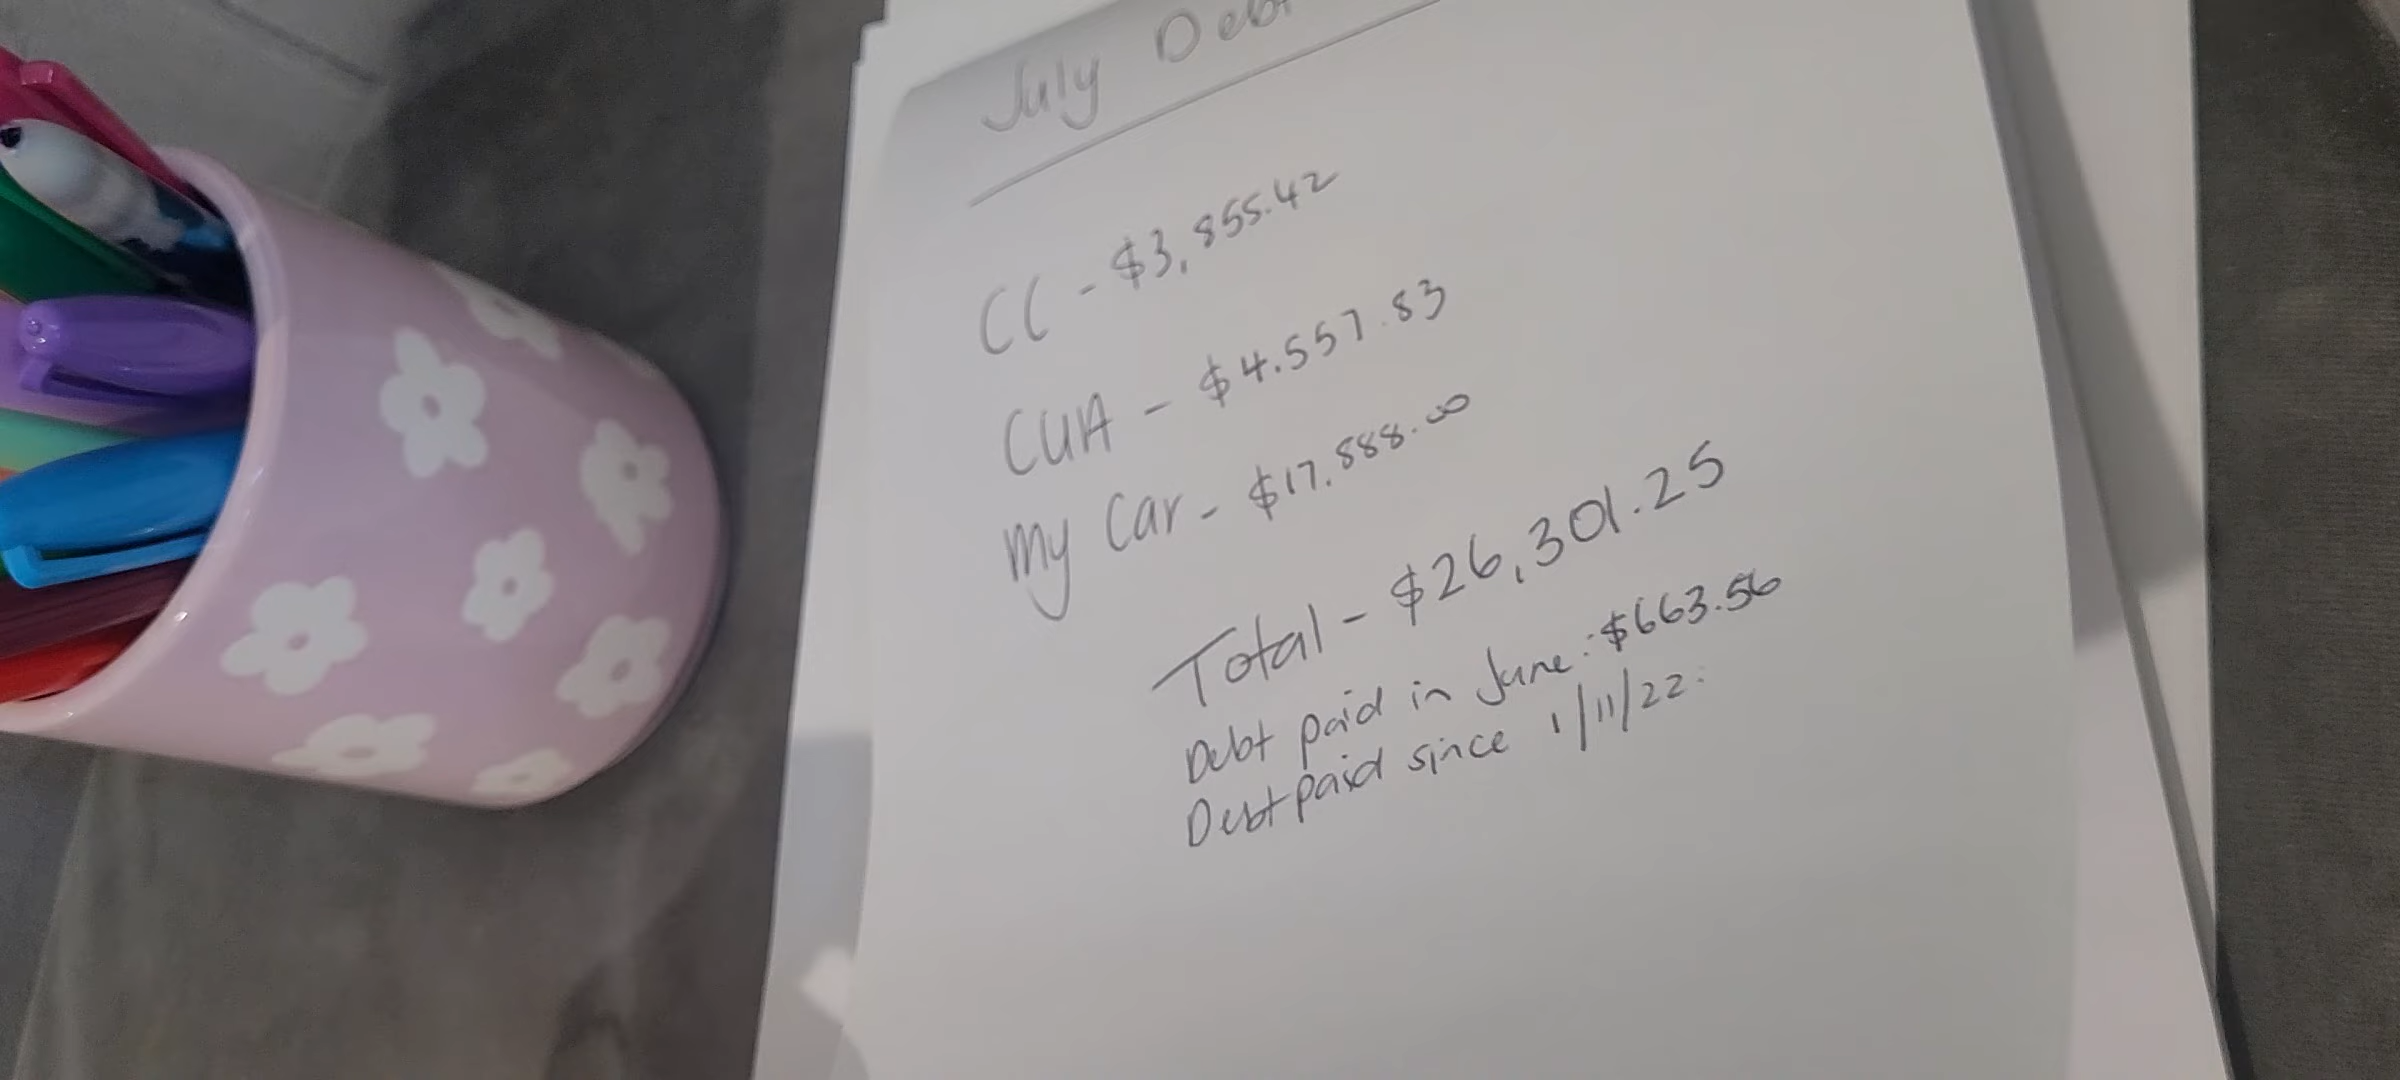 July Debt
CC - $3,855.42
CUA - $4.557.83
My Car - $17.888.00
Total - $26,301.25
Debt paid in June: $663.56
Debt paid since 1/11/22: